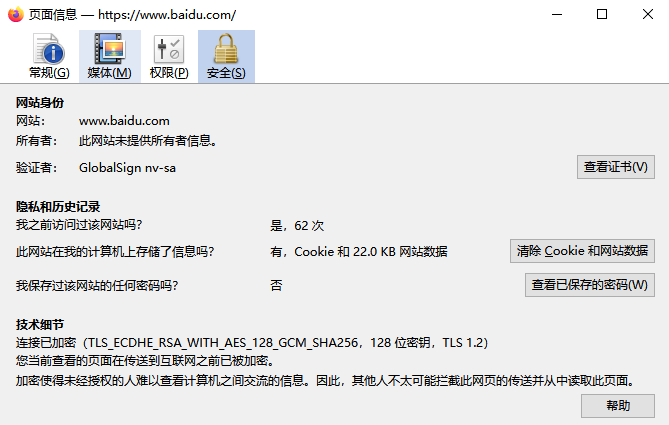 页面信息 — https://www.baidu.com/
常规(G) 媒体(M) 权限(P) 安全(S)
网站身份
网站： www.baidu.com
所有者： 此网站未提供所有者信息。
验证者： GlobalSign nv-sa 查看证书(V)
隐私和历史记录
我之前访问过该网站吗? 是，62 次
此网站在我的计算机上存储了信息吗? 有，Cookie 和 22.0 KB 网站数据 清除 Cookie 和网站数据
我保存过该网站的任何密码吗? 否 查看已保存的密码(W)
技术细节
连接已加密（TLS_ECDHE_RSA_WITH_AES_128_GCM_SHA256，128 位密钥，TLS 1.2）
您当前查看的页面在传送到互联网之前已被加密。
加密使得未经授权的人难以查看计算机之间交流的信息。因此，其他人不太可能拦截此网页的传送并从中读取此页面。
帮助